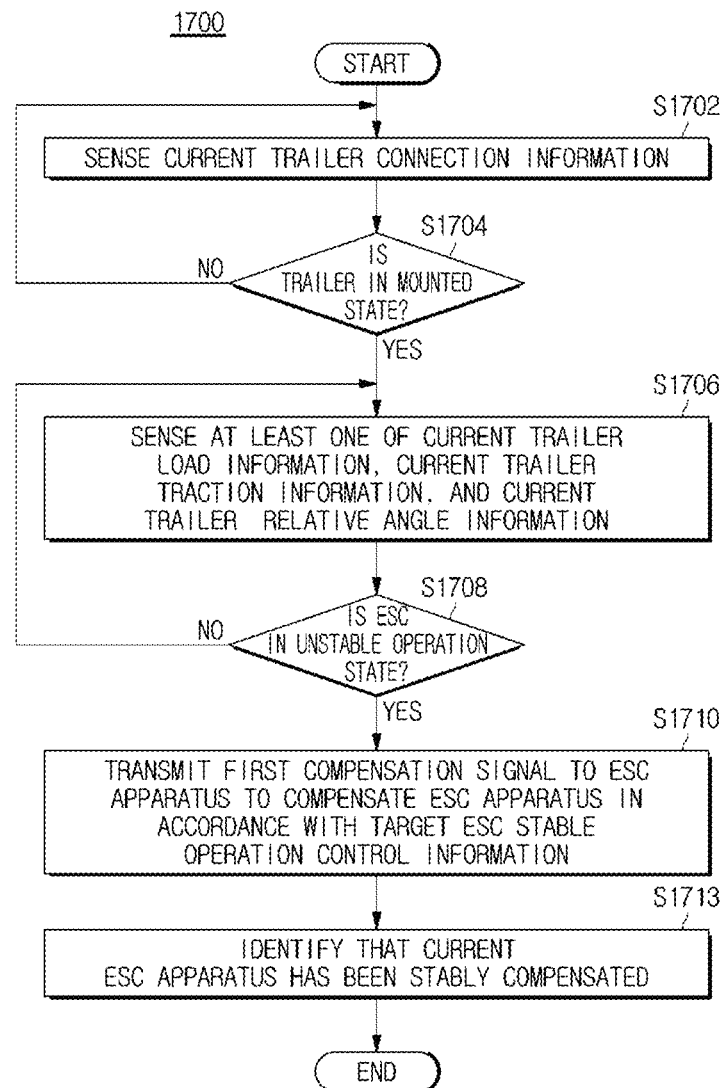 1700
START
S1702
SENSE CURRENT TRAILER CONNECTION INFORMATION
S1704
IS
TRAILER IN MOUNTED
STATE?
NO
YES
S1706
SENSE AT LEAST ONE OF CURRENT TRAILER
LOAD INFORMATION, CURRENT TRAILER
TRACTION INFORMATION, AND CURRENT
TRAILER RELATIVE ANGLE INFORMATION
S1708
IS ESC
IN UNSTABLE OPERATION
STATE?
NO
YES
S1710
TRANSMIT FIRST COMPENSATION SIGNAL TO ESC
APPARATUS TO COMPENSATE ESC APPARATUS IN
ACCORDANCE WITH TARGET ESC STABLE
OPERATION CONTROL INFORMATION
S1713
IDENTIFY THAT CURRENT
ESC APPARATUS HAS BEEN STABLY COMPENSATED
END